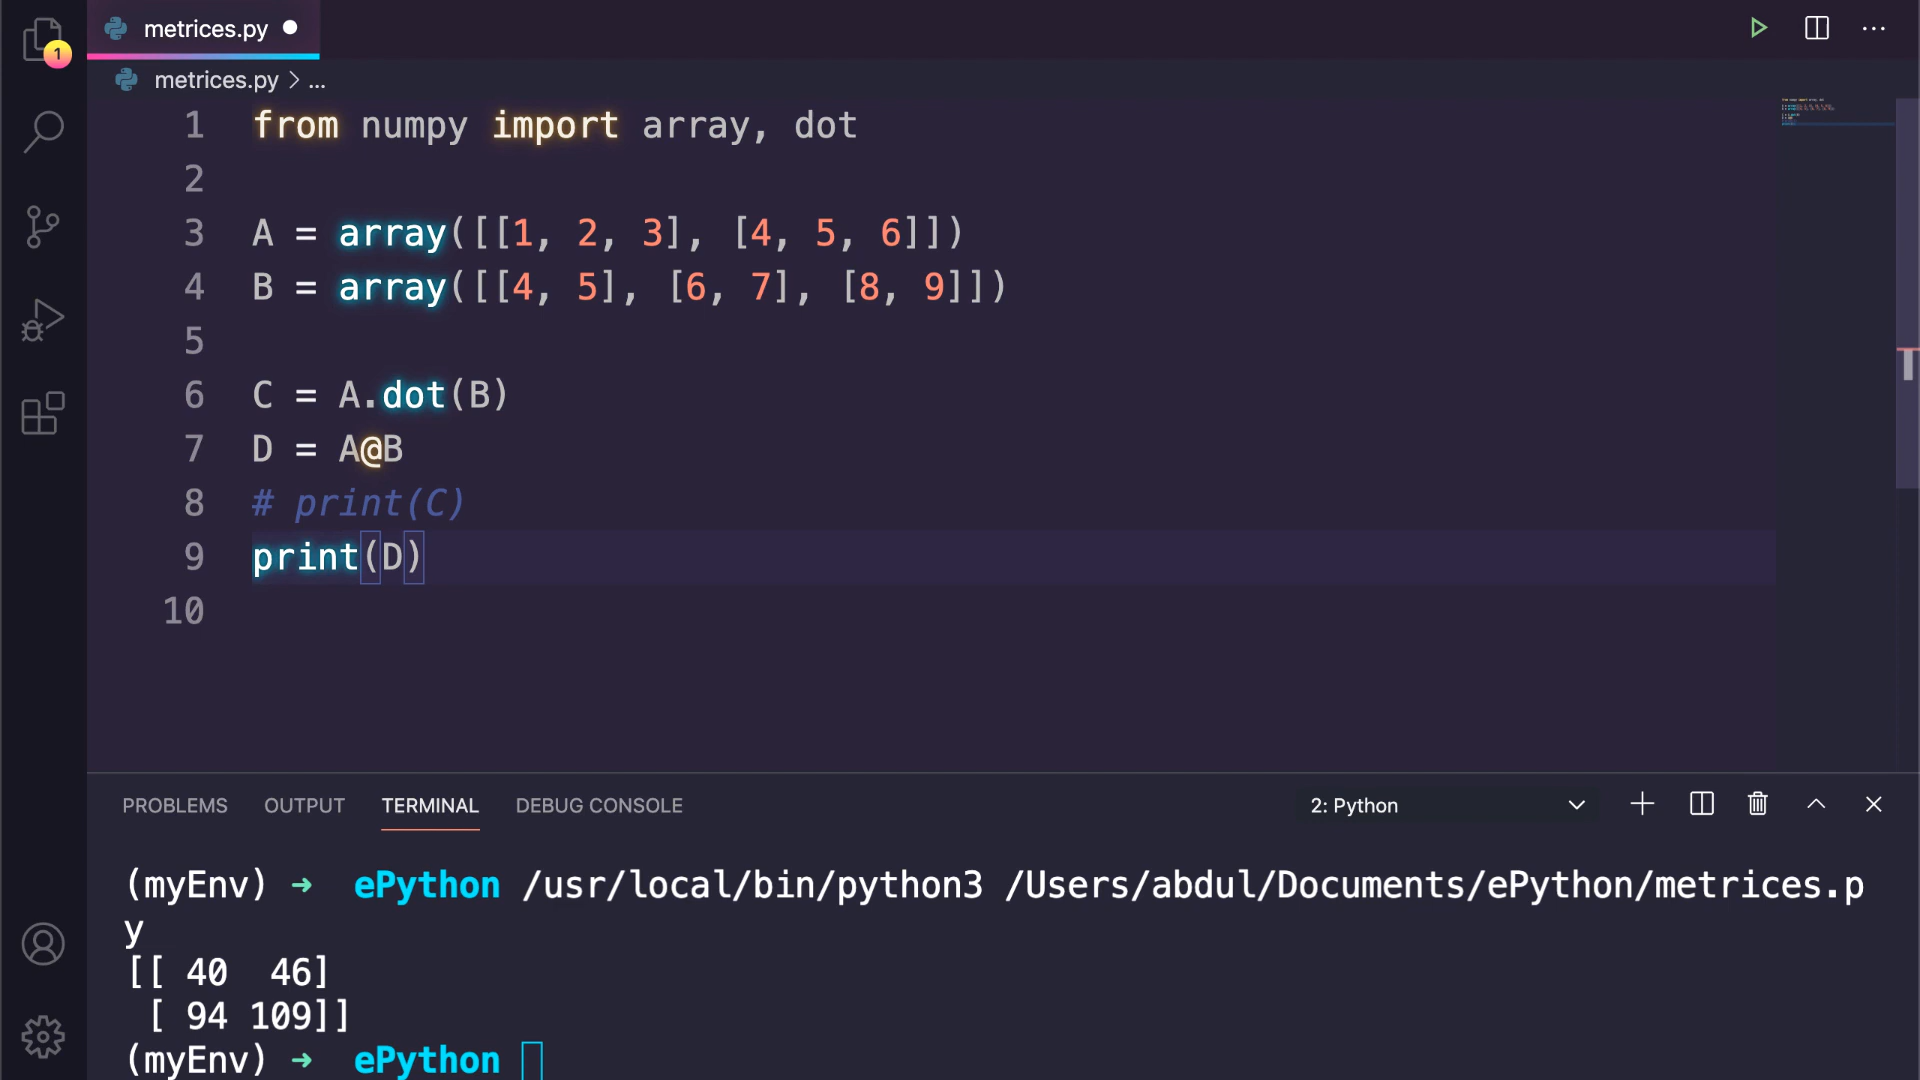 metrices.py
1
metrices.py > ...
1 from numpy import array, dot
2
3 A = array([[1, 2, 3], [4, 5, 6]])
4 B = array([[4, 5], [6, 7], [8, 9]])
5
6 C = A.dot(B)
7 D = A@B
8 # print(C)
9 print(D)
10
PROBLEMS OUTPUT TERMINAL DEBUG CONSOLE 2: Python
(myEnv) ➜ ePython /usr/local/bin/python3 /Users/abdul/Documents/ePython/metrices.p
y
[[ 40  46]
 [ 94 109]]
(myEnv) ➜ ePython